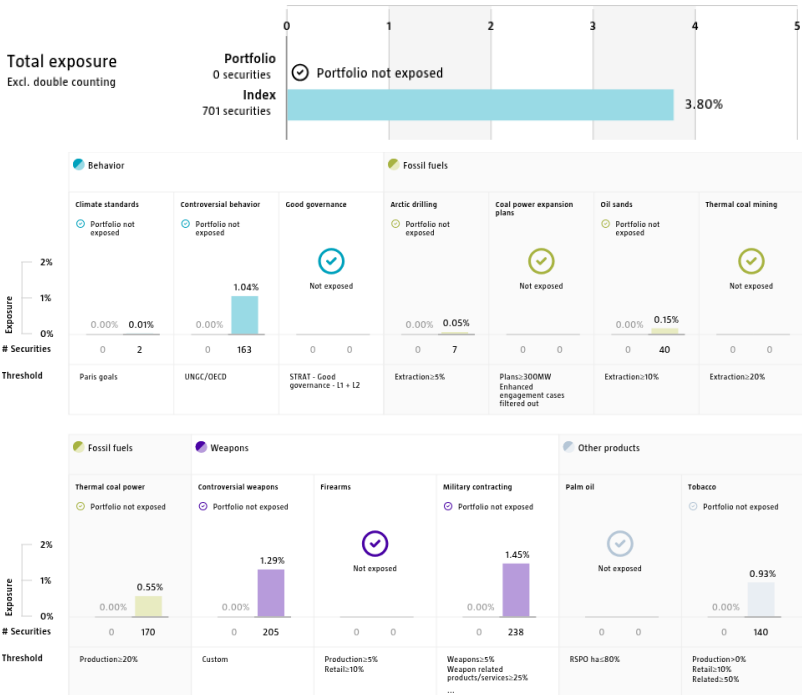 0 1 2 3 4 5
Total exposure
Excl. double counting
Portfolio
0 securities
Portfolio not exposed
Index
701 securities
3.80%
Behavior
Fossil fuels
Climate standards
Controversial behavior
Good governance
Arctic drilling
Coal power expansion
plans
Oil sands
Thermal coal mining
Portfolio not
exposed
Portfolio not
exposed
Not exposed
Portfolio not
exposed
Not exposed
Portfolio not
exposed
Not exposed
Exposure
2%
1%
0%
0.00% 0.01%
0.00% 1.04%
0.00% 0.05%
0.00% 0.15%
# Securities 0 2 0 163 0 0 0 7 0 0 0 40 0 0
Threshold
Paris goals
UNGC/OECD
STRAT - Good
governance - L1 + L2
Extraction≥5%
Plans≥300MW
Enhanced
engagement cases
filtered out
Extraction≥10%
Extraction≥20%
Fossil fuels
Weapons
Other products
Thermal coal power
Controversial weapons
Firearms
Military contracting
Palm oil
Tobacco
Portfolio not exposed
Portfolio not exposed
Not exposed
Portfolio not exposed
Not exposed
Portfolio not exposed
Exposure
2%
1%
0%
0.00% 0.55%
0.00% 1.29%
0.00% 1.45%
0.00% 0.93%
# Securities 0 170 0 205 0 0 0 238 0 0 0 140
Threshold
Production≥20%
Custom
Production≥5%
Retail≥10%
Weapons≥5%
Weapon related
products/services≥25%
...
RSPO ha≤80%
Production>0%
Retail≥10%
Related≥50%